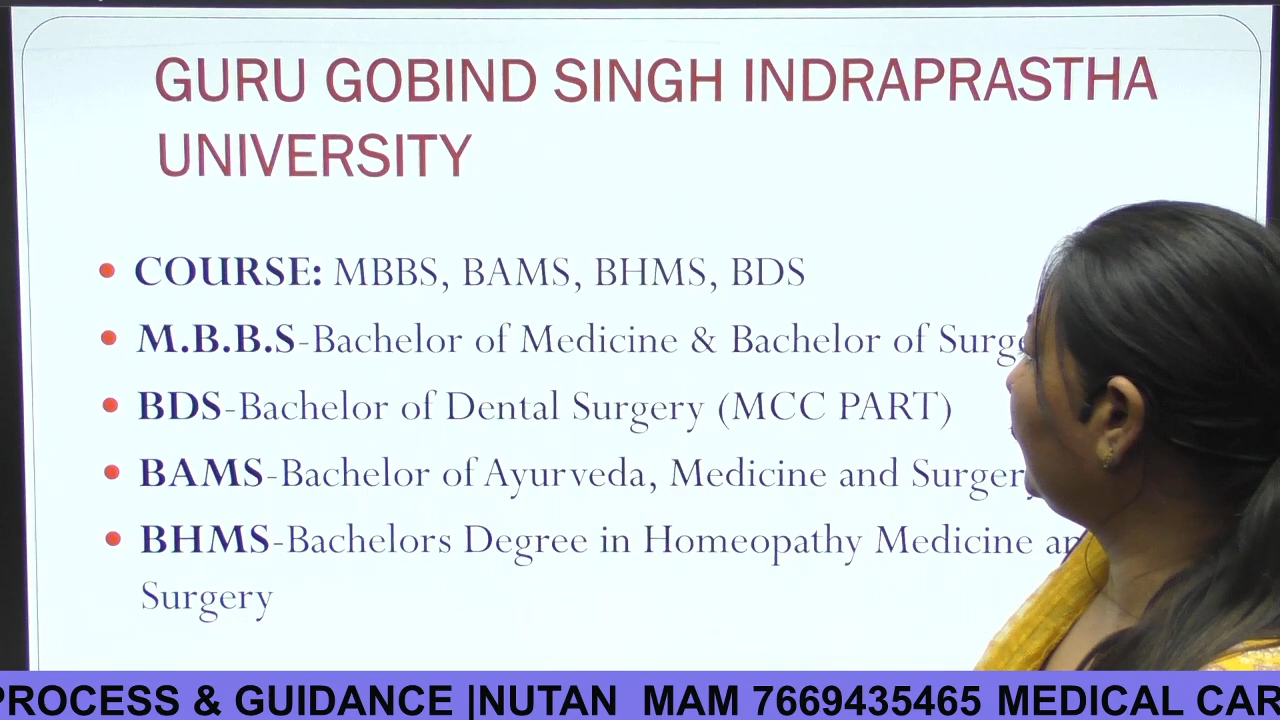 GURU GOBIND SINGH INDRAPRASTHA
UNIVERSITY
• COURSE: MBBS, BAMS, BHMS, BDS
• M.B.B.S-Bachelor of Medicine & Bachelor of
• BDS-Bachelor of Dental Surgery (MCC PART)
• BAMS-Bachelor of Ayurveda, Medicine and Surgery
• BHMS-Bachelors Degree in Homeopathy Medicine
Surgery
PROCESS & GUIDANCE |NUTAN MAM 7669435465 MEDICAL